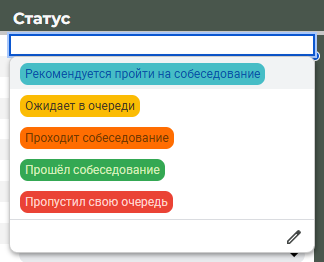 Статус
Рекомендуется пройти на собеседование
Ожидает в очереди
Проходит собеседование
Прошёл собеседование
Пропустил свою очередь